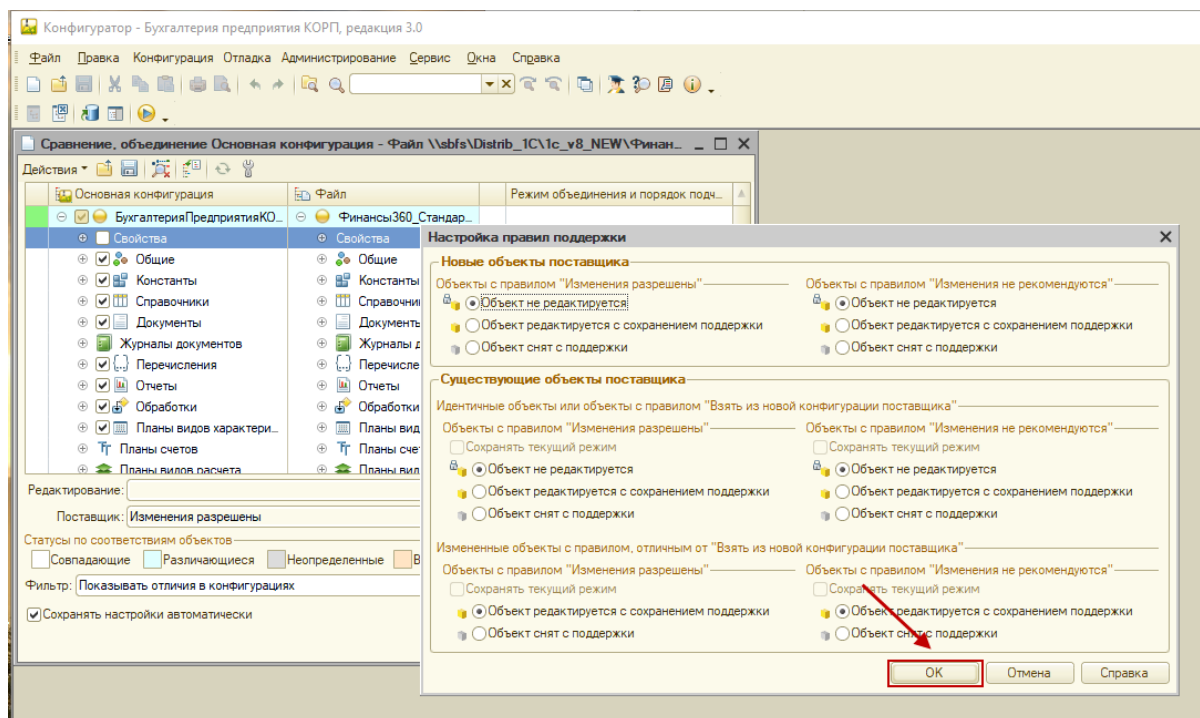 Конфигуратор - Бухгалтерия предприятия КОРП, редакция 3.0
Файл Правка Конфигурация Отладка Администрирование Сервис Окна Справка
Сравнение, объединение Основная конфигурация - Файл \\sbfs\Distrib_1C\1c_v8_NEW\Финан...
Действия
Основная конфигурация Файл Режим объединения и порядок подч...
БухгалтерияПредприятияКО... Финансы360_Стандар...
Свойства Свойства
Общие Общие
Константы Константы
Справочники Справочни
Документы Документь
Журналы документов Журналы д
Перечисления Перечисле
Отчеты Отчеты
Обработки Обработки
Планы видов характери... Планы вид
Планы счетов Планы сче
Планы видов расчета Планы вид
Редактирование:
Поставщик: Изменения разрешены
Статусы по соответствиям объектов
Совпадающие Различающиеся Неопределенные В
Фильтр: Показывать отличия в конфигурациях
Сохранять настройки автоматически
Настройка правил поддержки
Новые объекты поставщика
Объекты с правилом "Изменения разрешены" Объекты с правилом "Изменения не рекомендуются"
Объект не редактируется Объект не редактируется
Объект редактируется с сохранением поддержки Объект редактируется с сохранением поддержки
Объект снят с поддержки Объект снят с поддержки
Существующие объекты поставщика
Идентичные объекты или объекты с правилом "Взять из новой конфигурации поставщика"
Объекты с правилом "Изменения разрешены" Объекты с правилом "Изменения не рекомендуются"
Сохранять текущий режим Сохранять текущий режим
Объект не редактируется Объект не редактируется
Объект редактируется с сохранением поддержки Объект редактируется с сохранением поддержки
Объект снят с поддержки Объект снят с поддержки
Измененные объекты с правилом, отличным от "Взять из новой конфигурации поставщика"
Объекты с правилом "Изменения разрешены" Объекты с правилом "Изменения не рекомендуются"
Сохранять текущий режим Сохранять текущий режим
Объект редактируется с сохранением поддержки Объект редактируется с сохранением поддержки
Объект снят с поддержки Объект снят с поддержки
ОК Отмена Справка